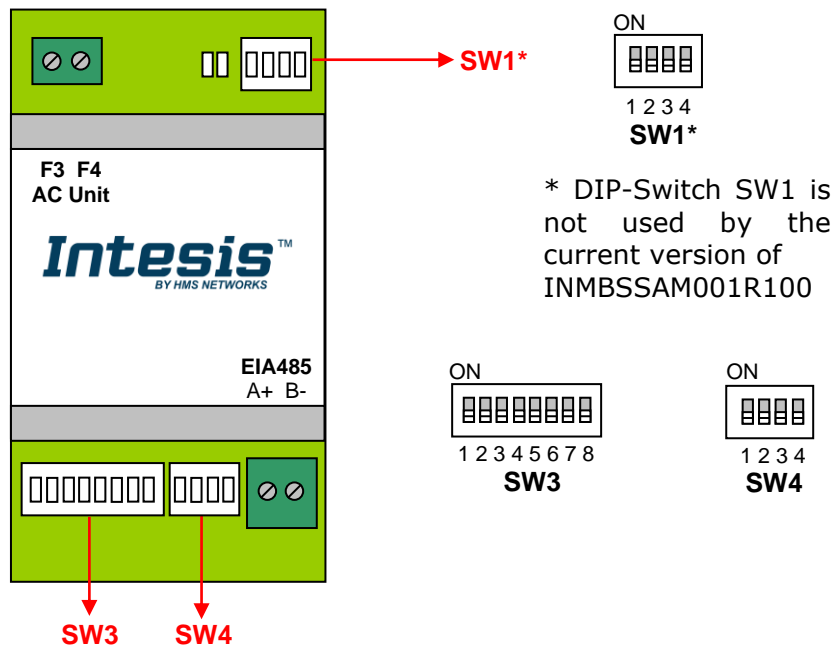 ON
SW1*
1 2 3 4
SW1*
F3 F4
AC Unit
* DIP-Switch SW1 is
not used by the
current version of
INMBSSAM001R100
Intesis™
BY HMS NETWORKS
EIA485
A+ B-
ON
1 2 3 4 5 6 7 8
SW3
ON
1 2 3 4
SW4
SW3
SW4